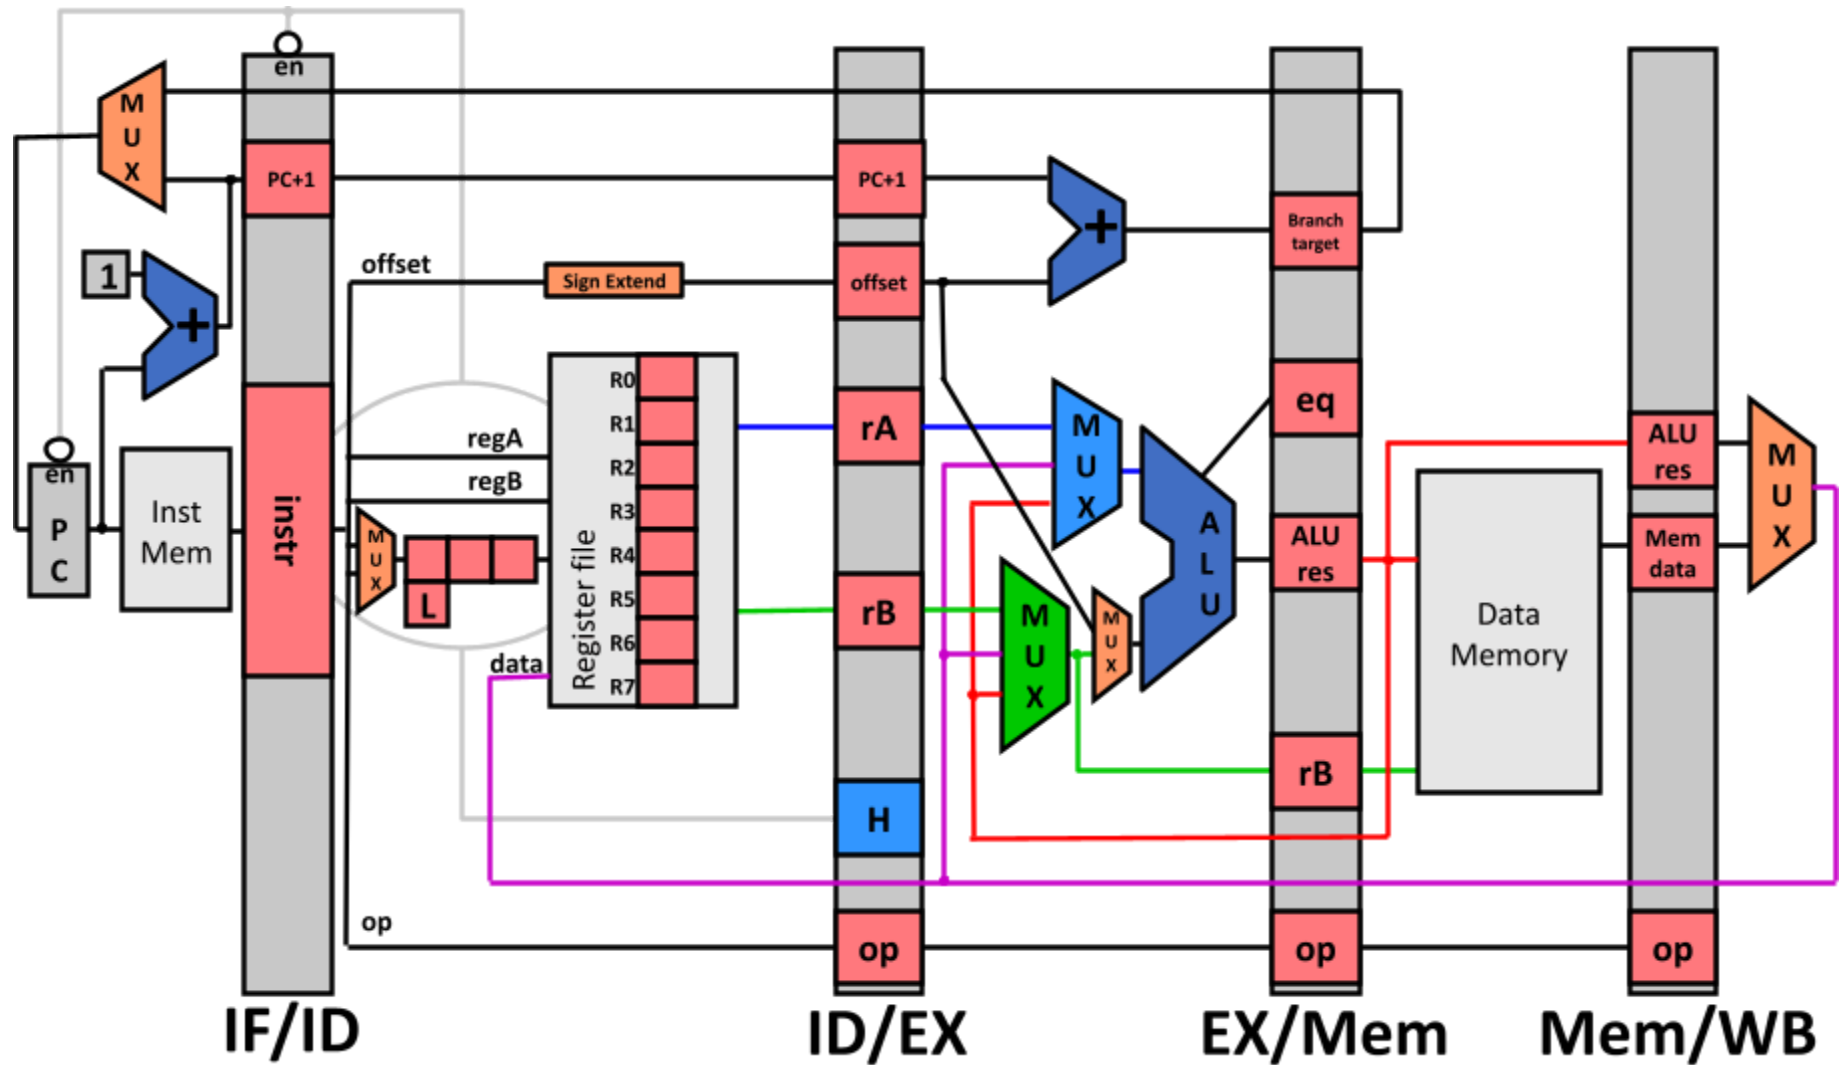 en
M
U
X
PC+1
PC+1
+
Branch
target
1
+
offset
Sign Extend
offset
en
P
C
Inst
Mem
instr
regA
regB
M
U
X
L
data
Register file
R0
R1
R2
R3
R4
R5
R6
R7
rA
rB
H
M
U
X
M
U
X
M
U
X
A
L
U
eq
ALU
res
rB
Data
Memory
ALU
res
Mem
data
M
U
X
op
op
op
op
IF/ID
ID/EX
EX/Mem
Mem/WB